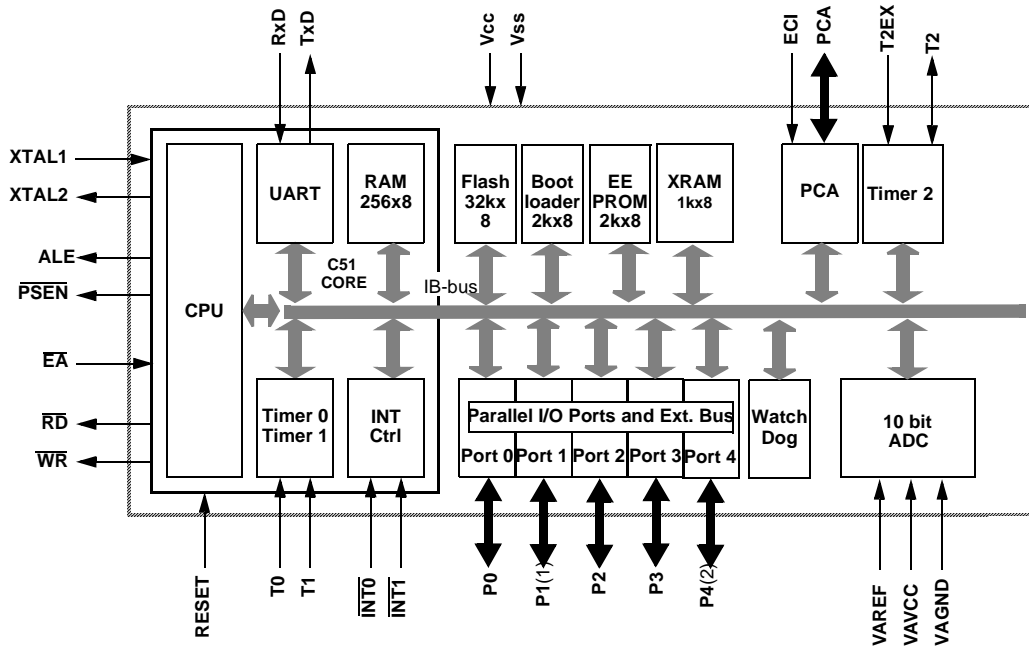 RxD
TxD
Vcc
Vss
ECI
PCA
T2EX
T2
XTAL1
XTAL2
ALE
PSEN
EA
RD
WR
CPU
UART
RAM
256x8
C51
CORE
IB-bus
Flash
32kx
8
Boot
loader
2kx8
EE
PROM
2kx8
XRAM
1kx8
PCA
Timer 2
Timer 0
Timer 1
INT
Ctrl
Parallel I/O Ports and Ext. Bus
Port 0
Port 1
Port 2
Port 3
Port 4
Watch
Dog
10 bit
ADC
RESET
T0
T1
INT0
INT1
P0
P1(1)
P2
P3
P4(2)
VAREF
VAVCC
VAGND